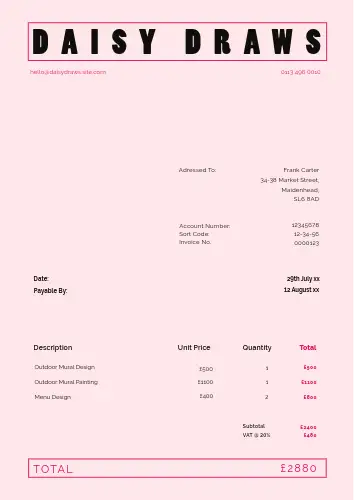 DAISY DRAWS
hello@daisydraws.site.com 0113 496 0010
Adressed To: Frank Carter
34-38 Market Street,
Maidenhead,
SL6 8AD
Account Number: 12345678
Sort Code 12-34-56
Invoice No. 0000123
Date: 29th July xx
Payable By: 12 August xx
Description Unit Price Quantity Total
Outdoor Mural Design £500 1 £500
Outdoor Mural Painting £1100 1 £1100
Menu Design £400 2 £800
Subtotal £2400
VAT @ 20% £480
TOTAL £2880